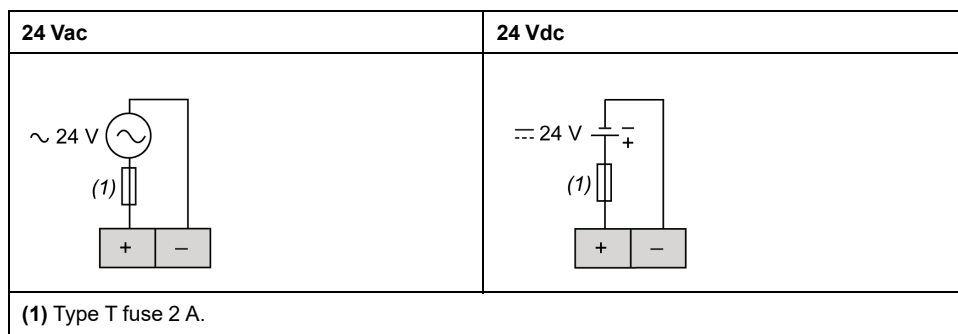 24 Vac
24 Vdc
∼ 24 V
(1)
+ –
⎓ 24 V
–
+
(1)
+ –
(1) Type T fuse 2 A.